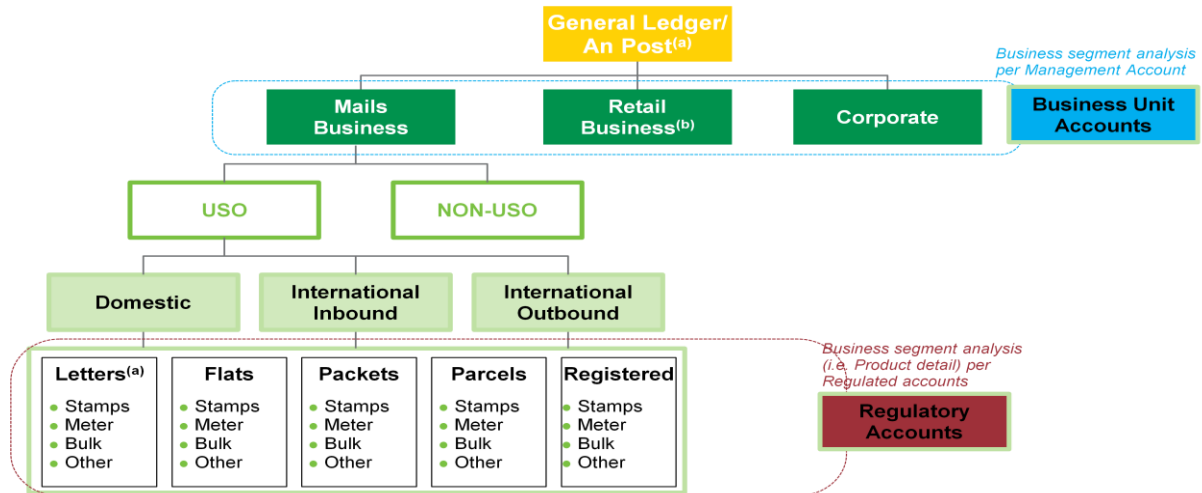 General Ledger/
An Post(a)
Business segment analysis
per Management Account
Mails
Business
Retail
Business(b)
Corporate
Business Unit
Accounts
USO
NON-USO
Domestic
International
Inbound
International
Outbound
Business segment analysis
(i.e. Product detail) per
Regulated accounts
Letters(a)
Stamps
Meter
Bulk
Other
Flats
Stamps
Meter
Bulk
Other
Packets
Stamps
Meter
Bulk
Other
Parcels
Stamps
Meter
Bulk
Other
Registered
Stamps
Meter
Bulk
Other
Regulatory
Accounts